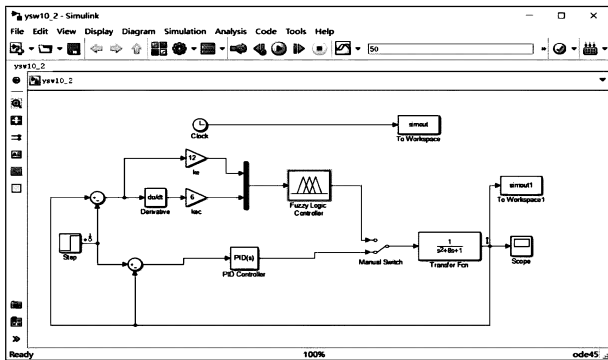 ysw10_2 - Simulink
File Edit View Display Diagram Simulation Analysis Code Tools Help
50
ysw10_2
ysw10_2
Clock
simout
To Workspace
12
ke
du/dt
Derivative
6
kec
Fuzzy Logic
Controller
simout1
To Workspace1
Step
PID(s)
PID Controller
Manual Switch
1
s²+8s+1
Transfer Fcn
Scope
Ready 100% ode45